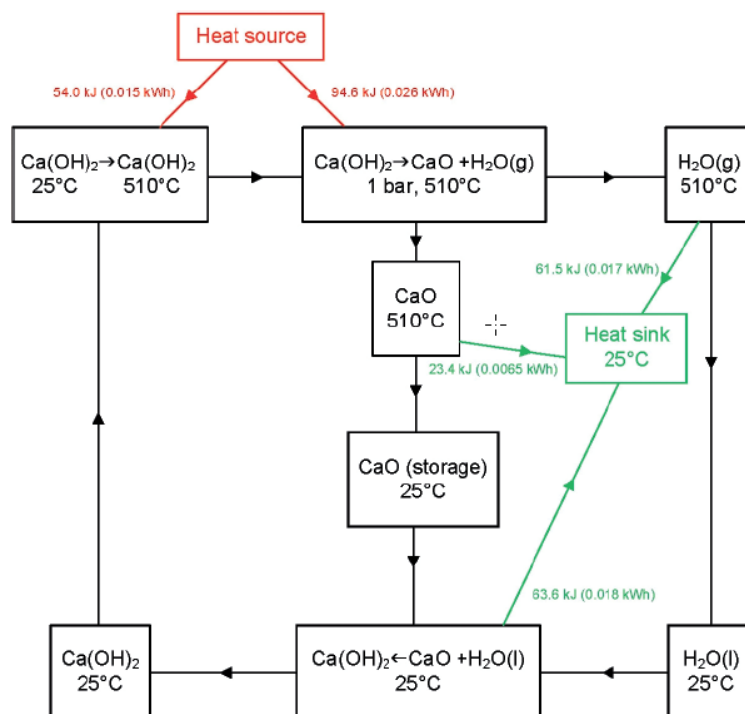 Heat source
54.0 kJ (0.015 kWh)
94.6 kJ (0.026 kWh)
Ca(OH)₂→Ca(OH)₂
25°C 510°C
Ca(OH)₂→CaO +H₂O(g)
1 bar, 510°C
H₂O(g)
510°C
61.5 kJ (0.017 kWh)
CaO
510°C
Heat sink
25°C
23.4 kJ (0.0065 kWh)
CaO (storage)
25°C
63.6 kJ (0.018 kWh)
Ca(OH)₂
25°C
Ca(OH)₂←CaO +H₂O(l)
25°C
H₂O(l)
25°C